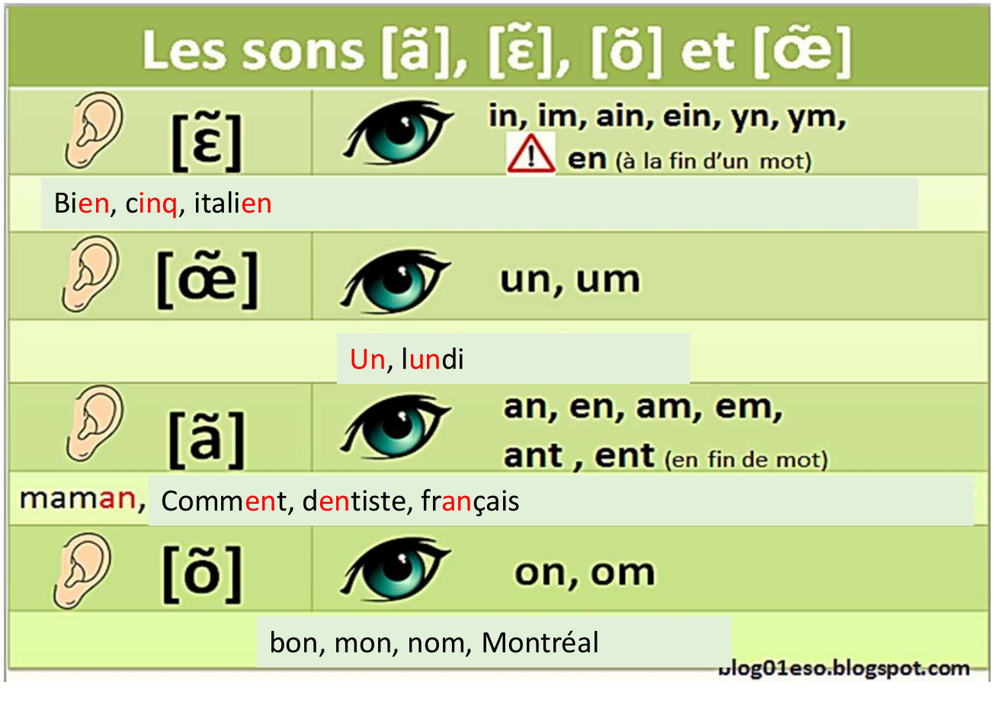 Les sons [ã], [ɛ̃], [õ] et [œ̃]
[ɛ̃]
in, im, ain, ein, yn, ym,
! en (à la fin d'un mot)
Bien, cinq, italien
[œ̃]
un, um
Un, lundi
[ã]
an, en, am, em,
ant , ent (en fin de mot)
maman, Comment, dentiste, français
[õ]
on, om
bon, mon, nom, Montréal
blog01eso.blogspot.com